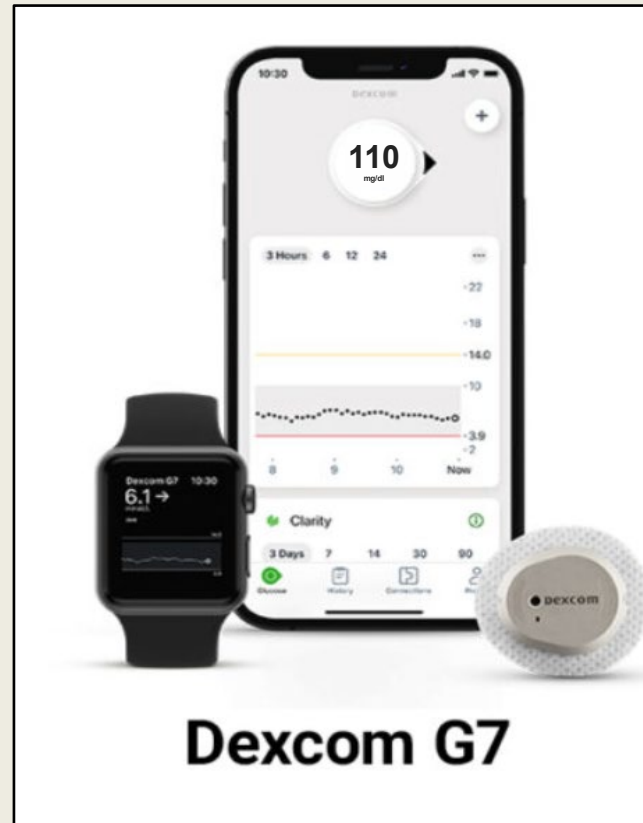 10:30
Dexcom
+
110
mg/dl
3 Hours 6 12 24
22
18
14.0
10
3.9
2
8 9 10 Now
Clarity
3 Days 7 14 30 90
Glucose History Connections
Dexcom G7 10:30
6.1
mmol/L
DEXCOM
Dexcom G7